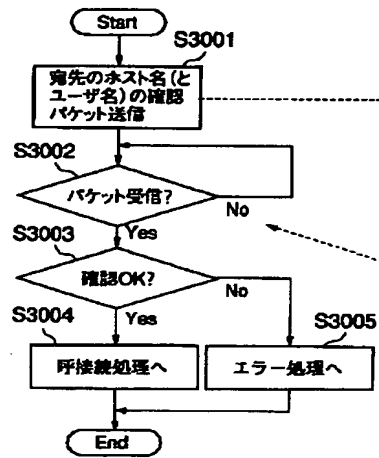 Start
S3001
宛先のホスト名(と
ユーザ名)の確認
パケット送信
S3002
パケット受信?
No
Yes
S3003
確認OK?
No
Yes
S3004
S3005
呼接続処理へ
エラー処理へ
End